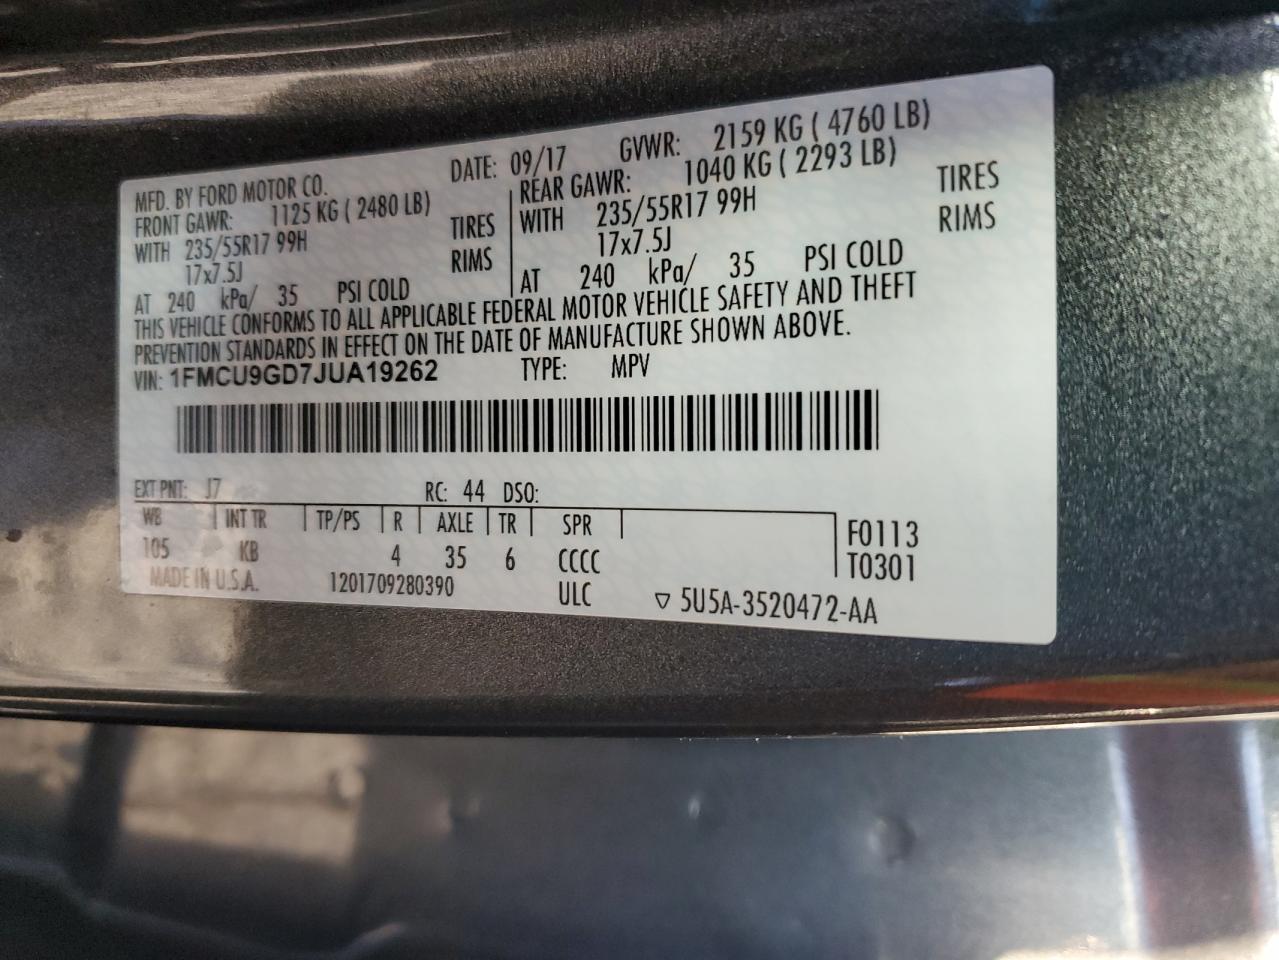 MFD. BY FORD MOTOR CO. DATE: 09/17 GVWR: 2159 KG ( 4760 LB)
FRONT GAWR: 1125 KG ( 2480 LB) REAR GAWR: 1040 KG ( 2293 LB)
WITH 235/55R17 99H TIRES WITH 235/55R17 99H TIRES
17x7.5J RIMS 17x7.5J RIMS
AT 240 kPa/ 35 PSI COLD AT 240 kPa/ 35 PSI COLD
THIS VEHICLE CONFORMS TO ALL APPLICABLE FEDERAL MOTOR VEHICLE SAFETY AND THEFT
PREVENTION STANDARDS IN EFFECT ON THE DATE OF MANUFACTURE SHOWN ABOVE.
VIN: 1FMCU9GD7JUA19262 TYPE: MPV
EXT PNT: J7 RC: 44 DSO:
WB INT TR TP/PS R AXLE TR SPR F0113
105 KB 4 35 6 CCCC T0301
MADE IN U.S.A. 1201709280390 ULC ▽ 5U5A-3520472-AA